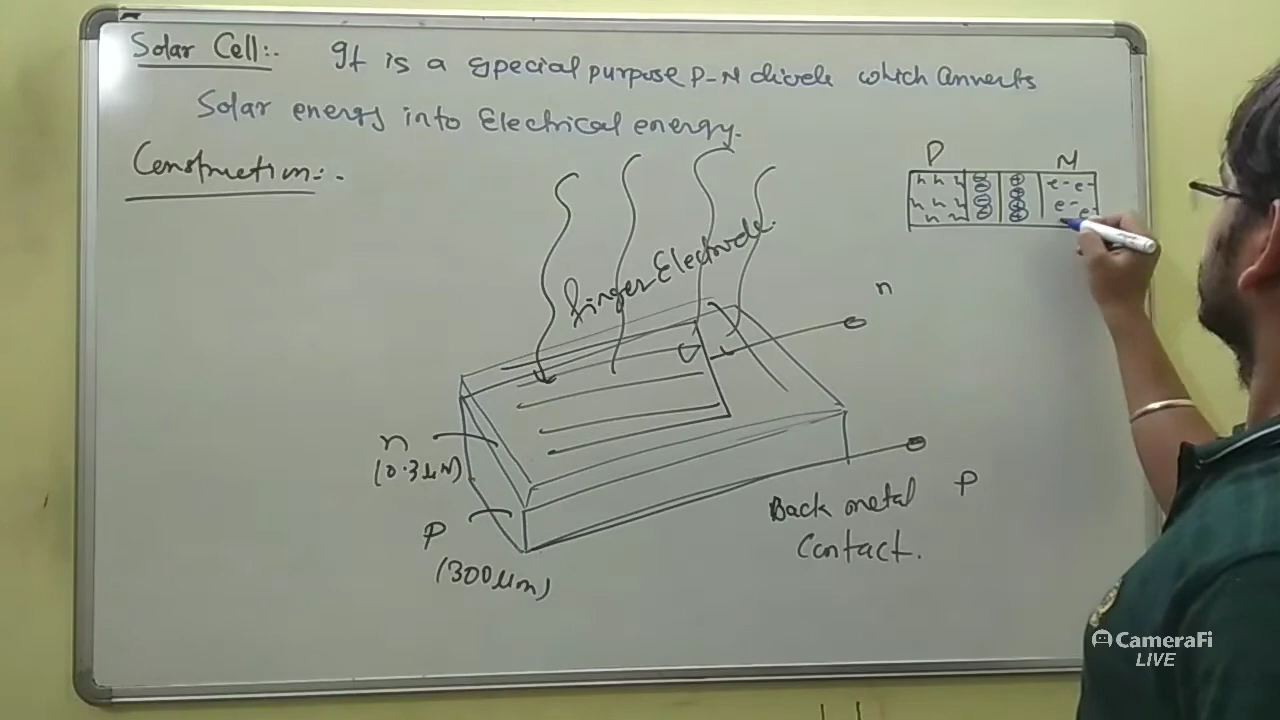 Solar Cell:- It is a special purpose P-N diode which converts
Solar energy into Electrical energy.
Construction:-
P N
h h h
h h h
h h
e- e-
e-
e-
finger Electrode.
n
n
(0.3μM)
P
(300μm)
P
Back metal
Contact.
CameraFi
LIVE